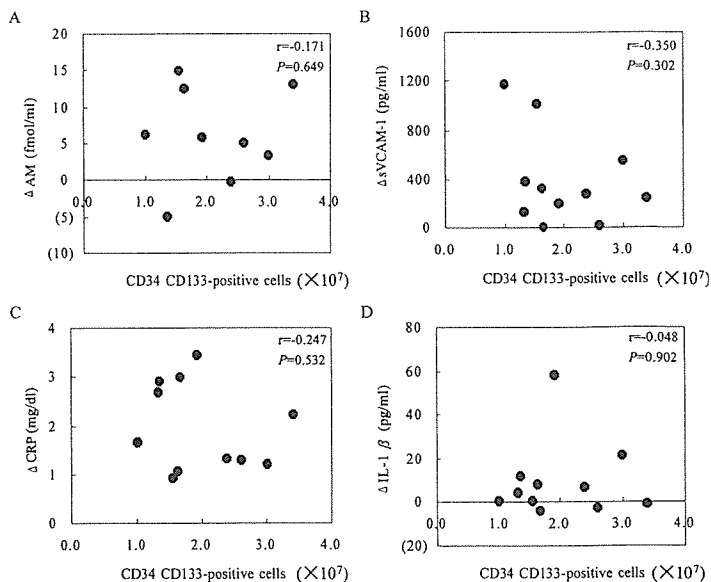 A
r=-0.171
P=0.649
Δ AM (fmol/ml)
20
15
10
5
0
(5)
(10)
0.0 1.0 2.0 3.0 4.0
CD34 CD133-positive cells (×10⁷)
B
r=-0.350
P=0.302
ΔsVCAM-1 (pg/ml)
1600
1200
800
400
0
0.0 1.0 2.0 3.0 4.0
CD34 CD133-positive cells (×10⁷)
C
r=-0.247
P=0.532
ΔCRP (mg/dl)
4
3
2
1
0
0.0 1.0 2.0 3.0 4.0
CD34 CD133-positive cells (×10⁷)
D
r=-0.048
P=0.902
ΔIL-1 β (pg/ml)
80
60
40
20
0
(20)
0.0 1.0 2.0 3.0 4.0
CD34 CD133-positive cells (×10⁷)